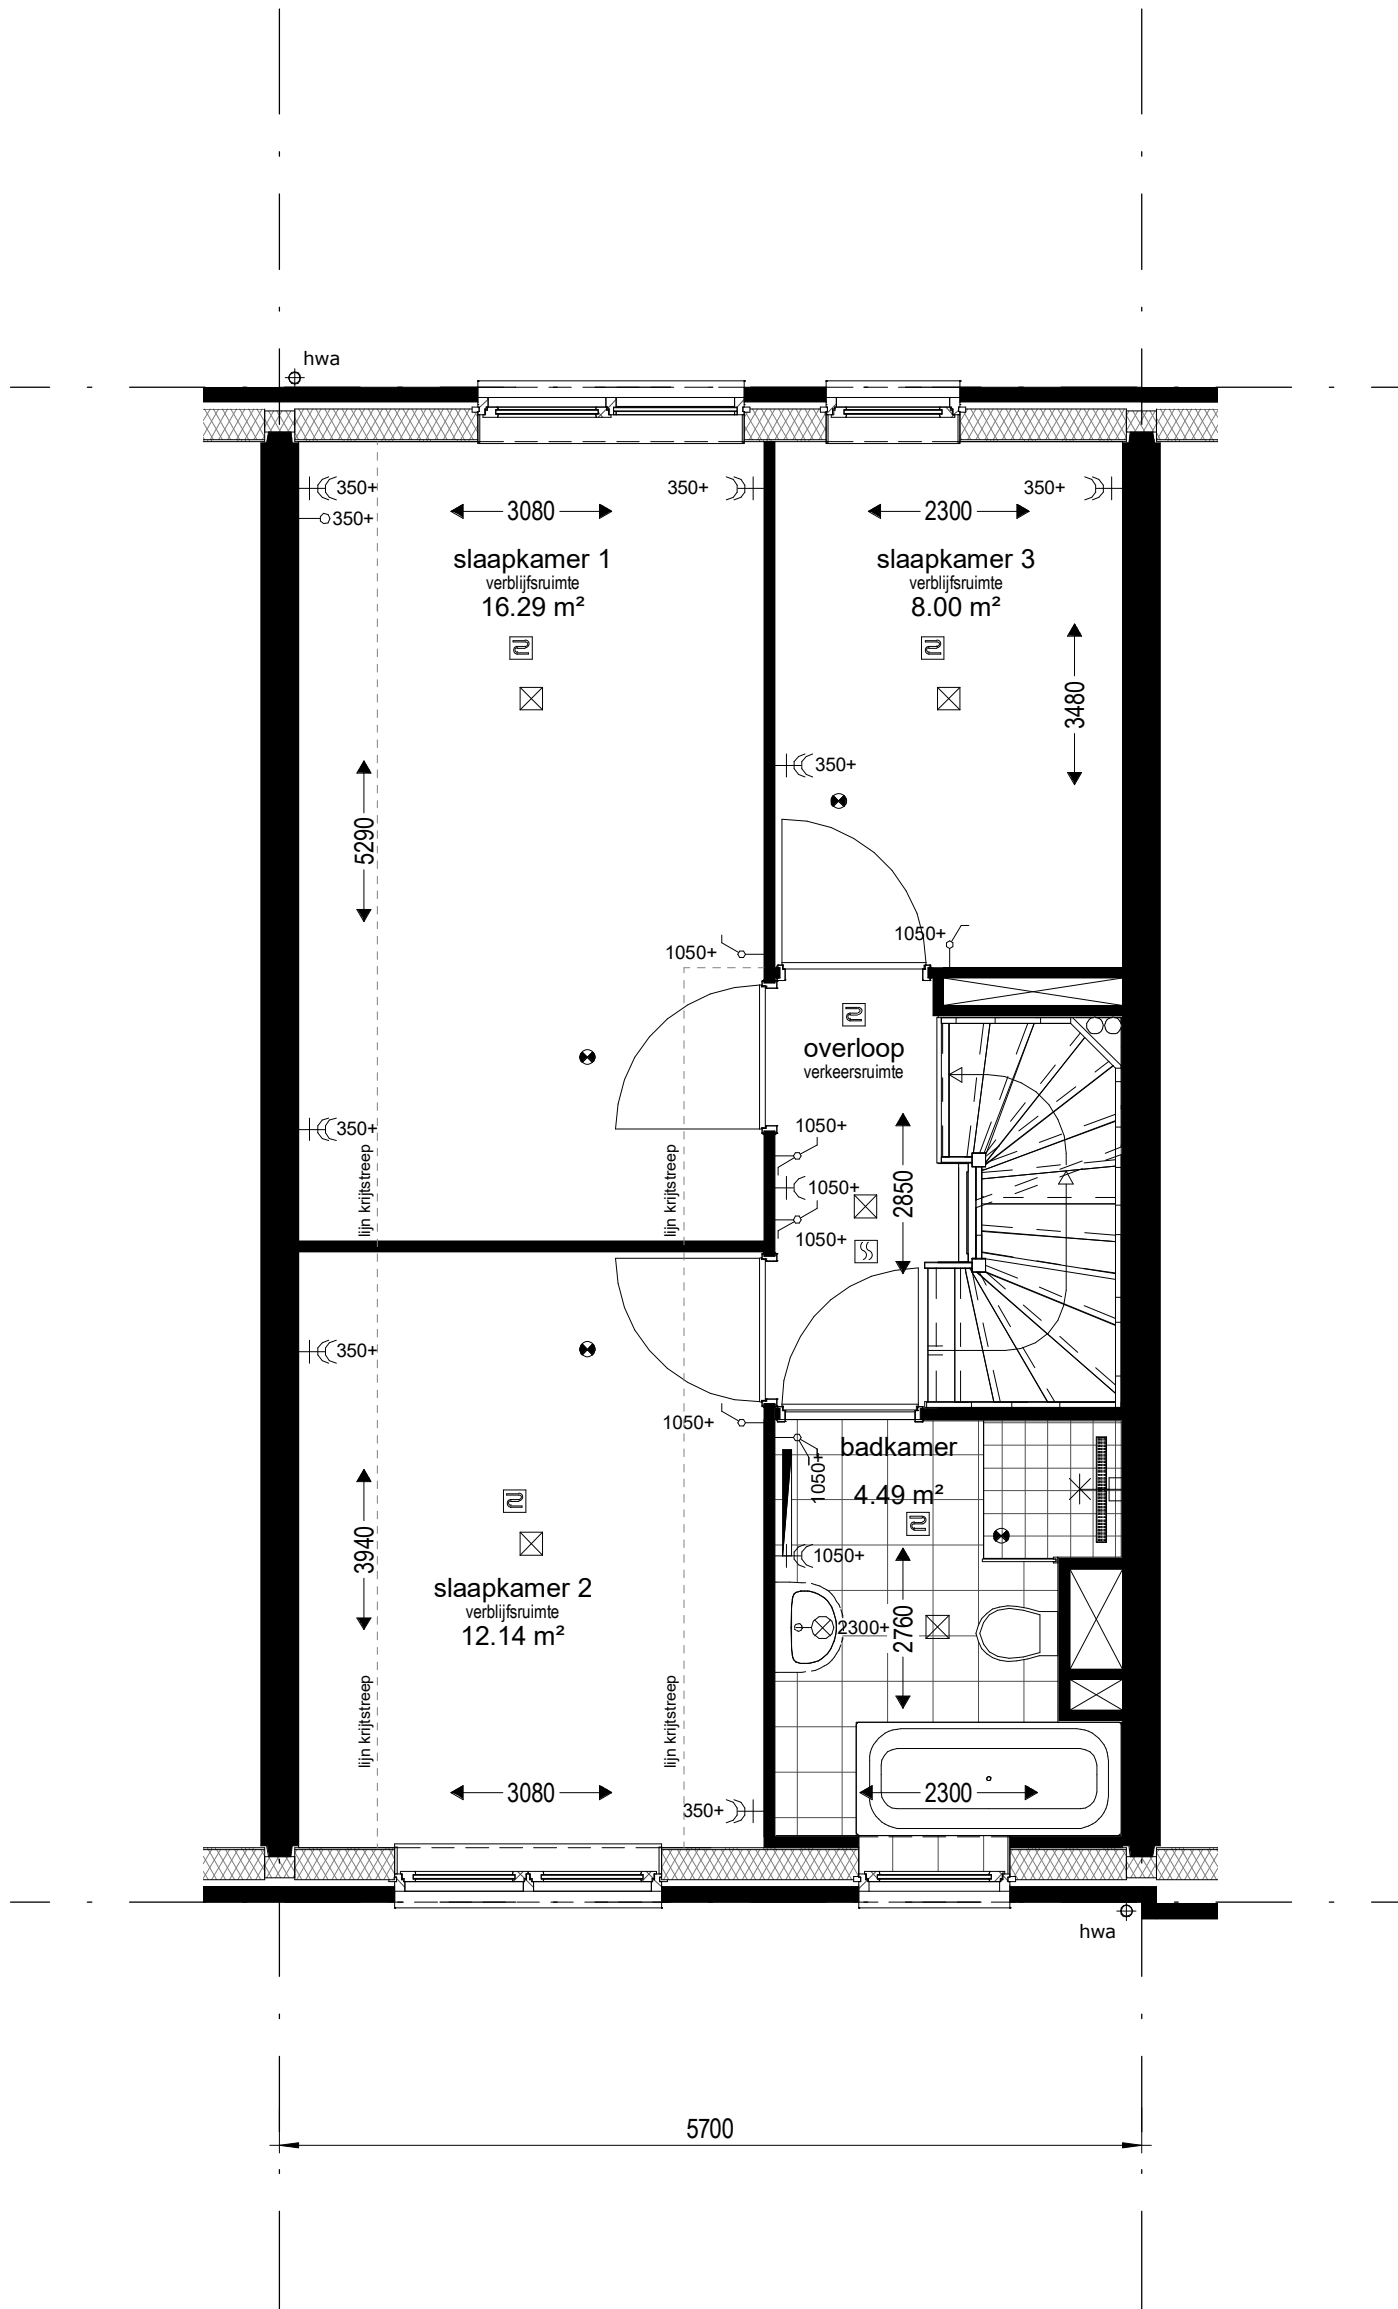 hwa
350+
350+
350+
350+
3080
2300
slaapkamer 1
verblijfsruimte
16.29 m²
slaapkamer 3
verblijfsruimte
8.00 m²
3480
350+
5290
1050+
1050+
overloop
verkeersruimte
350+
1050+
lijn krijtstreep
lijn krijtstreep
1050+
2850
1050+
350+
1050+
badkamer
4.49 m²
1050+
3940
1050+
slaapkamer 2
verblijfsruimte
12.14 m²
2300+
2760
lijn krijtstreep
lijn krijtstreep
3080
350+
2300
hwa
5700